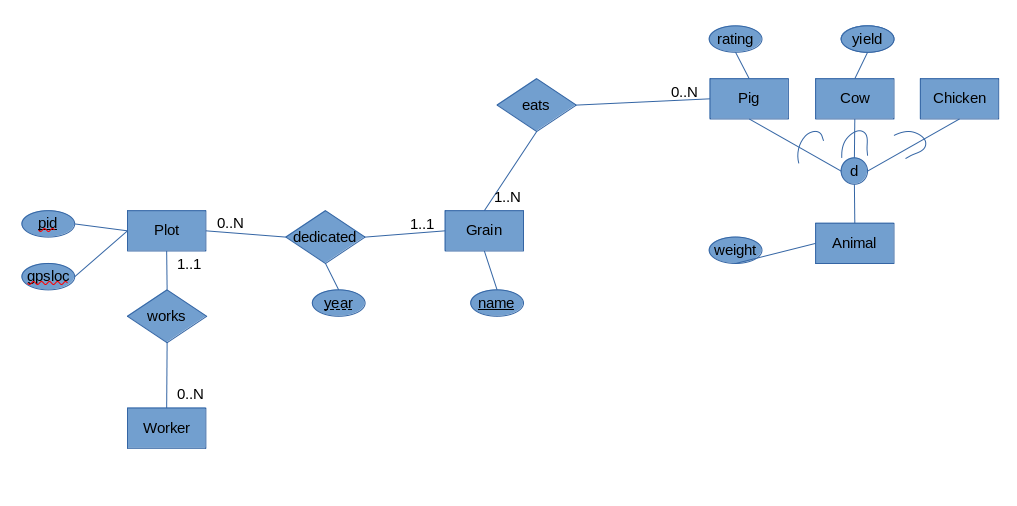 rating
yield
Pig
Cow
Chicken
eats
0..N
1..N
d
pid
Plot
0..N
dedicated
1..1
Grain
weight
Animal
gpsloc
1..1
year
name
works
0..N
Worker